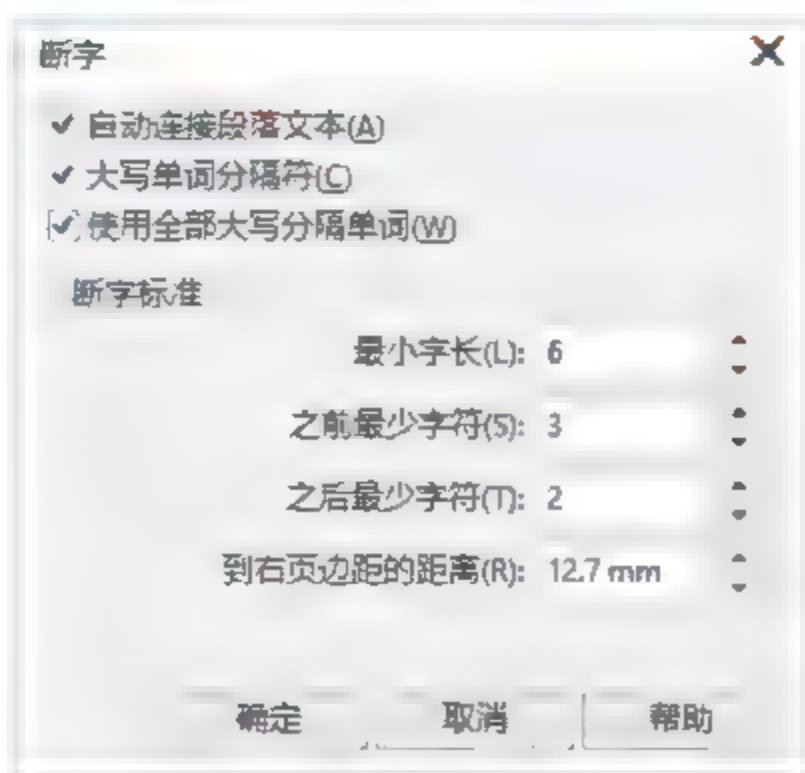 断字
自动连接段落文本(A)
大写单词分隔符(C)
使用全部大写分隔单词(W)
断字标准
最小字长(L): 6
之前最少字符(S): 3
之后最少字符(T): 2
到右页边距的距离(R): 12.7 mm
确定 取消 帮助